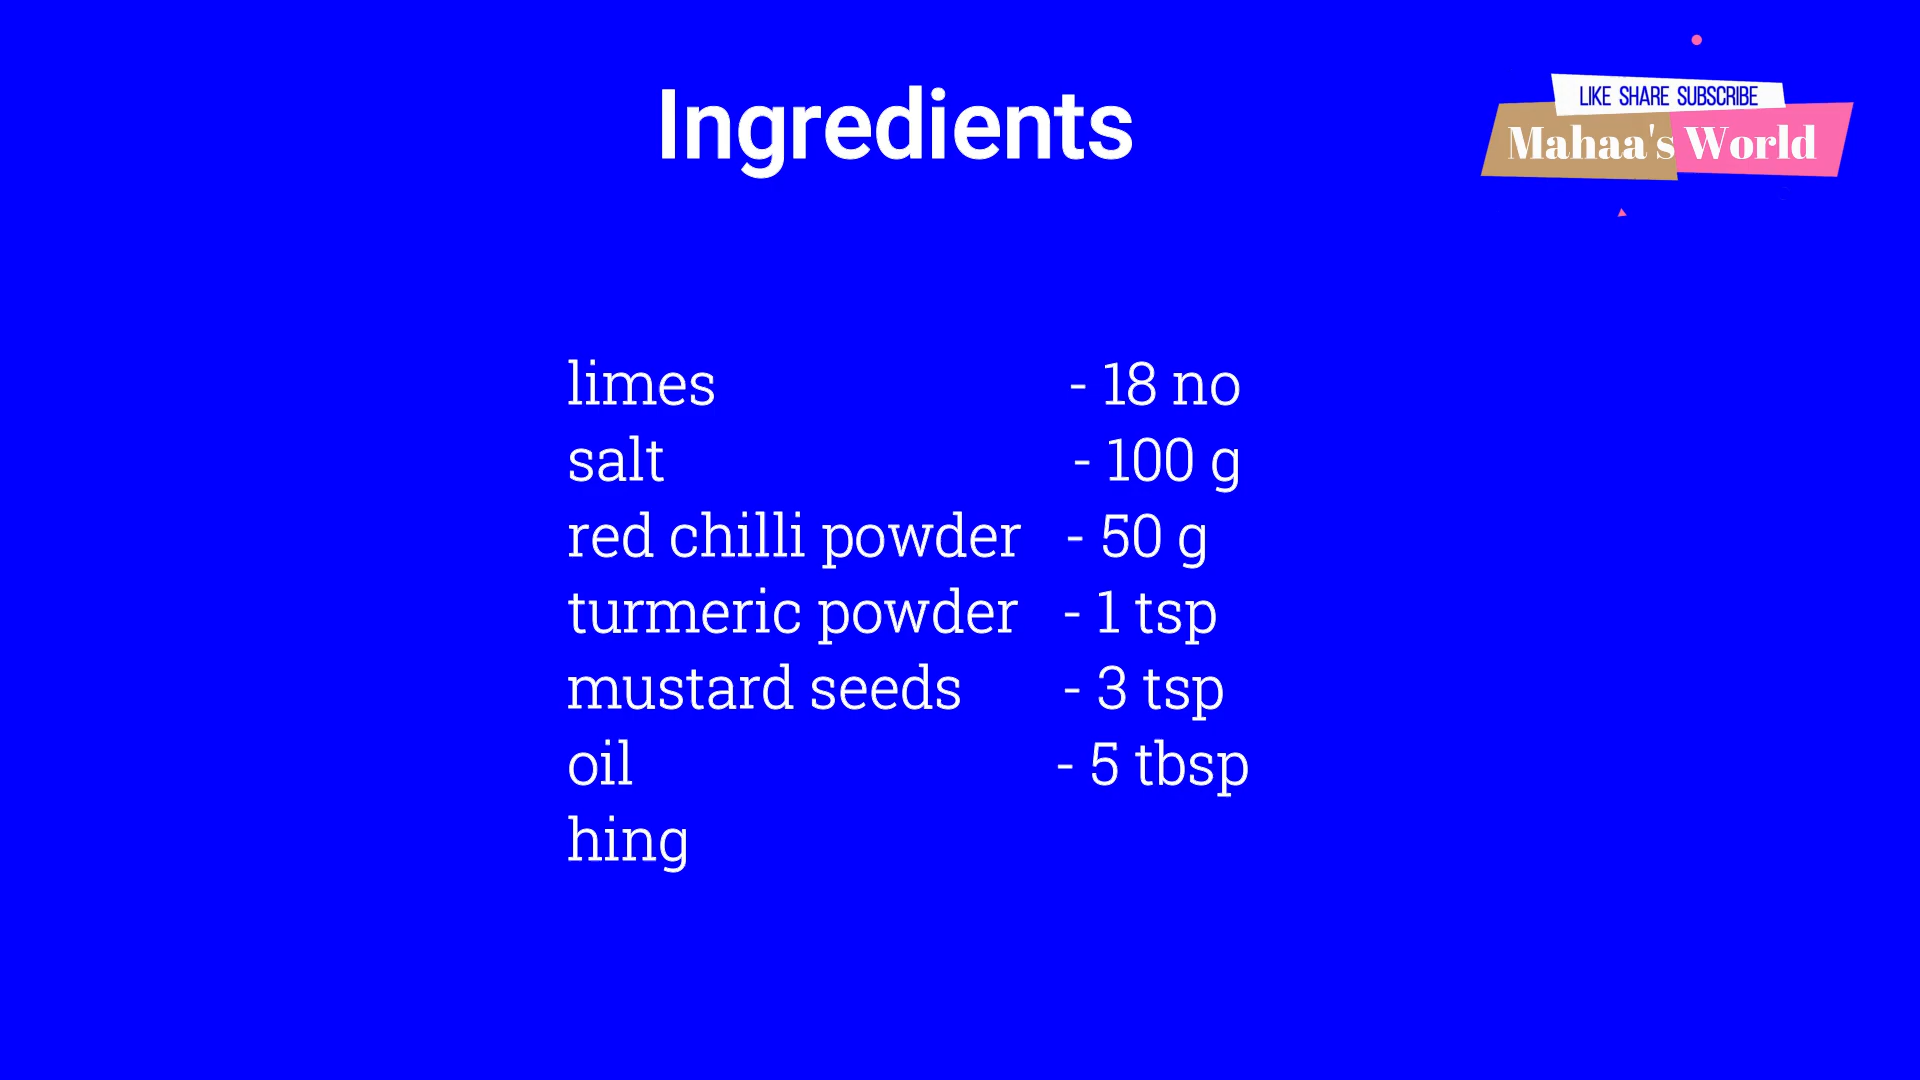 Ingredients
LIKE SHARE SUBSCRIBE
Mahaa's World
limes - 18 no
salt - 100 g
red chilli powder - 50 g
turmeric powder - 1 tsp
mustard seeds - 3 tsp
oil - 5 tbsp
hing